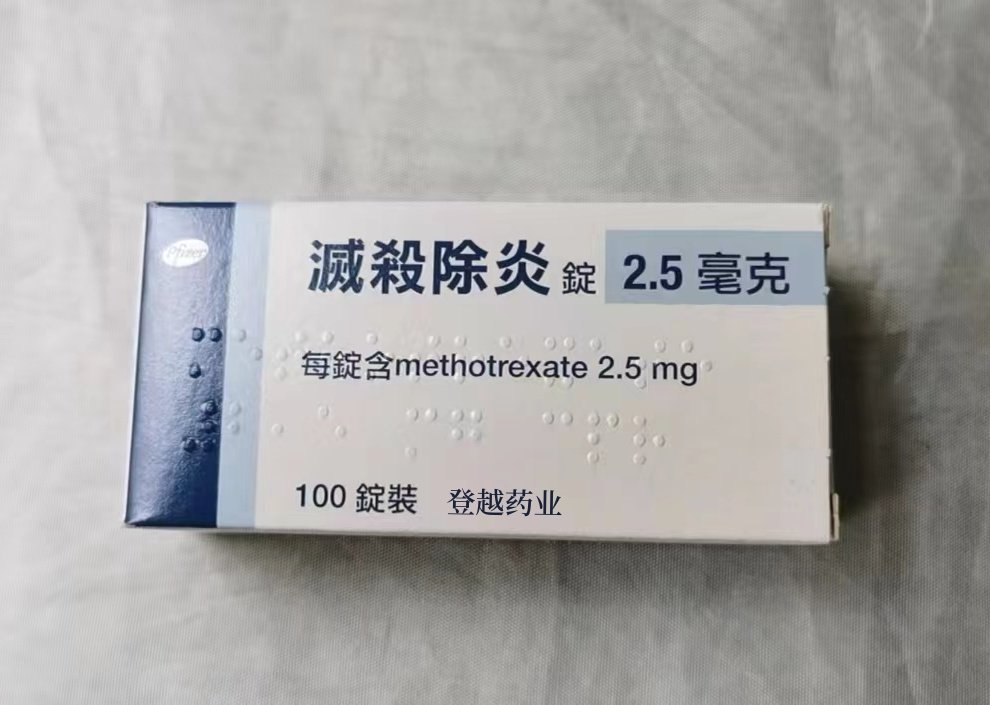 Pfizer
滅殺除炎 錠 2.5 毫克
每錠含methotrexate 2.5 mg
100 錠裝 登越药业